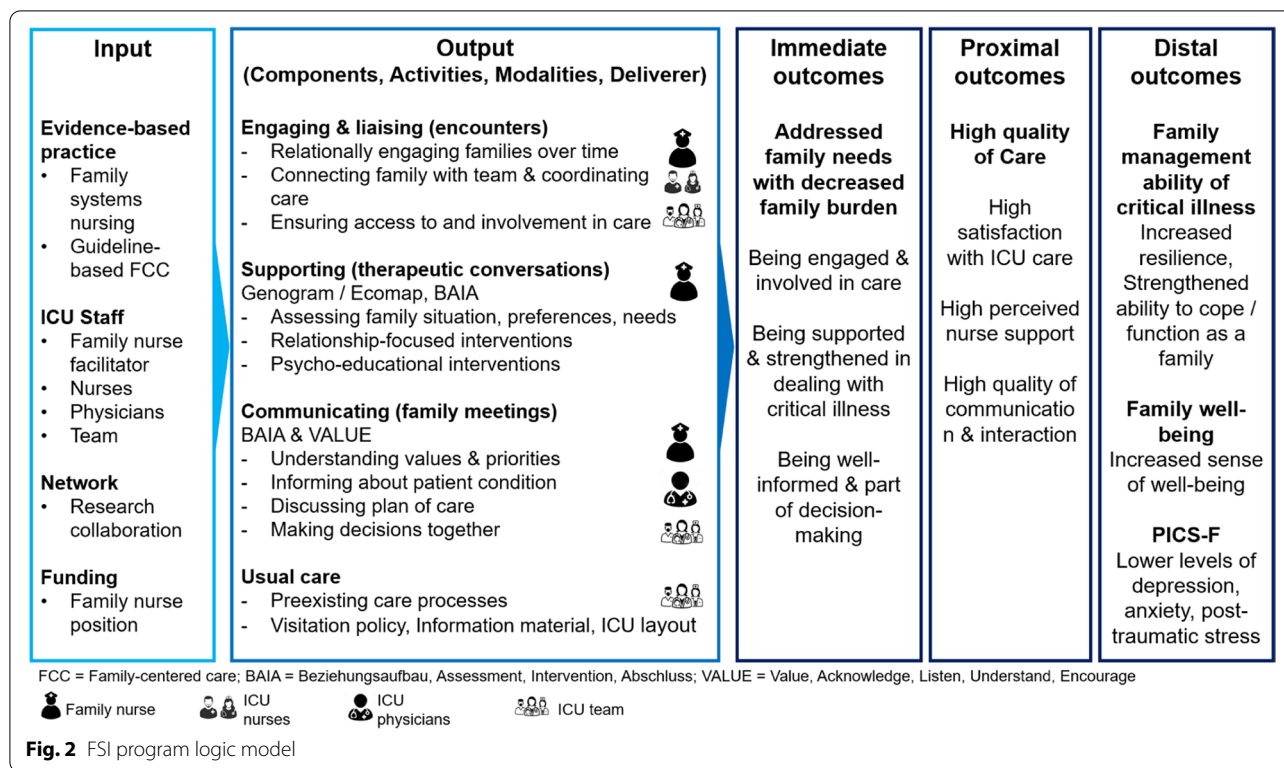 Input
Evidence-based
practice
• Family
systems
nursing
• Guideline-
based FCC
ICU Staff
• Family nurse
facilitator
• Nurses
• Physicians
• Team
Network
• Research
collaboration
Funding
• Family nurse
position
Output
(Components, Activities, Modalities, Deliverer)
Engaging & liaising (encounters)
- Relationally engaging families over time
- Connecting family with team & coordinating
care
- Ensuring access to and involvement in care
Supporting (therapeutic conversations)
Genogram / Ecomap, BAIA
- Assessing family situation, preferences, needs
- Relationship-focused interventions
- Psycho-educational interventions
Communicating (family meetings)
BAIA & VALUE
- Understanding values & priorities
- Informing about patient condition
- Discussing plan of care
- Making decisions together
Usual care
- Preexisting care processes
- Visitation policy, Information material, ICU layout
Immediate
outcomes
Addressed
family needs
with decreased
family burden
Being engaged &
involved in care
Being supported
& strengthened in
dealing with
critical illness
Being well-
informed & part
of decision-
making
Proximal
outcomes
High quality
of Care
High
satisfaction
with ICU care
High perceived
nurse support
High quality of
communicatio
n & interaction
Distal
outcomes
Family
management
ability of
critical illness
Increased
resilience,
Strengthened
ability to cope /
function as a
family
Family well-
being
Increased sense
of well-being
PICS-F
Lower levels of
depression,
anxiety, post-
traumatic stress
FCC = Family-centered care; BAIA = Beziehungsaufbau, Assessment, Intervention, Abschluss; VALUE = Value, Acknowledge, Listen, Understand, Encourage
Family nurse
ICU
nurses
ICU
physicians
ICU team
Fig. 2 FSI program logic model